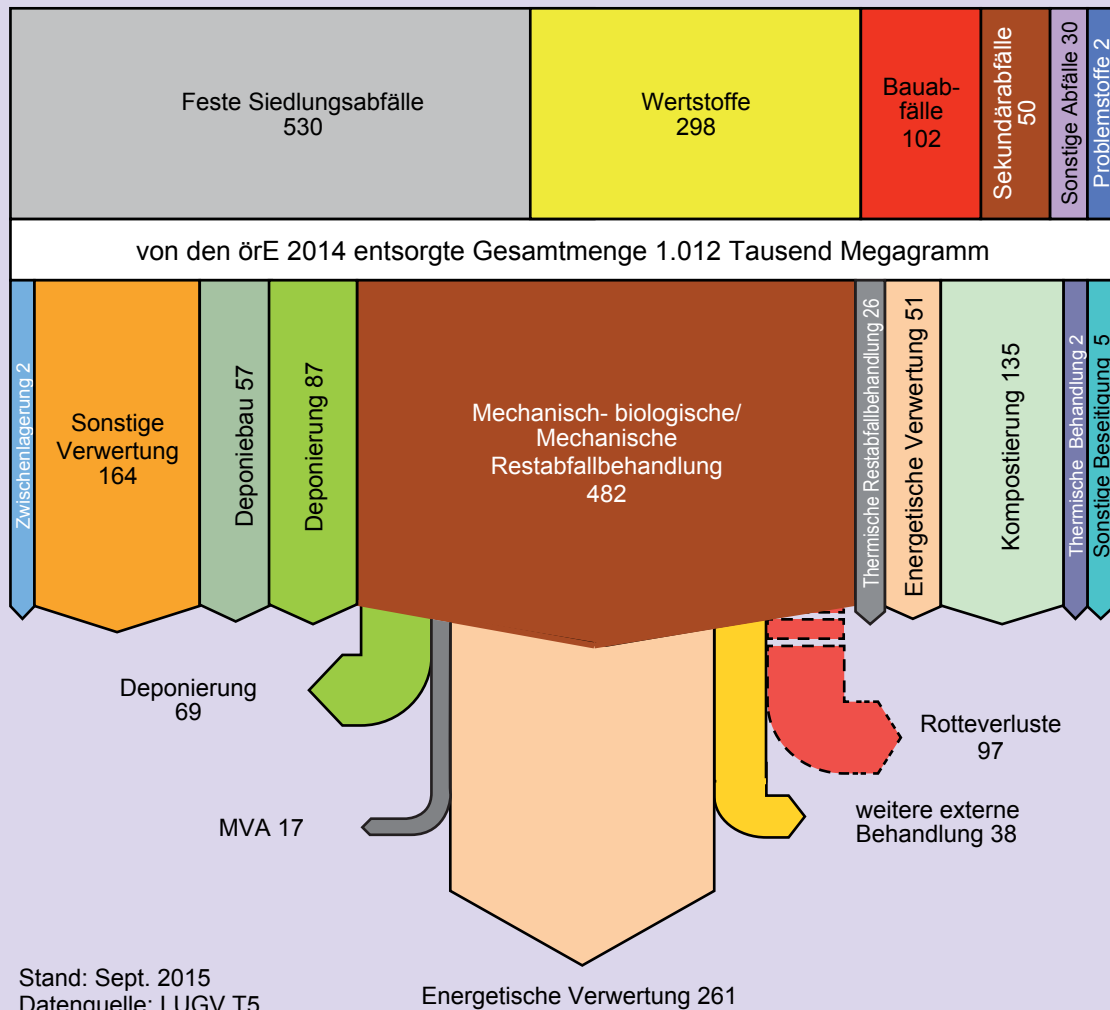 Feste Siedlungsabfälle
530
Wertstoffe
298
Bauab-
fälle
102
Sekundärabfälle
50
Sonstige Abfälle 30
Problemstoffe 2
von den örE 2014 entsorgte Gesamtmenge 1.012 Tausend Megagramm
Zwischenlagerung 2
Sonstige
Verwertung
164
Deponiebau 57
Deponierung 87
Mechanisch- biologische/
Mechanische
Restabfallbehandlung
482
Thermische Restabfallbehandlung 26
Energetische Verwertung 51
Kompostierung 135
Thermische Behandlung 2
Sonstige Beseitigung 5
Deponierung
69
MVA 17
Rotteverluste
97
weitere externe
Behandlung 38
Energetische Verwertung 261
Stand: Sept. 2015
Datenquelle: LUGV T5